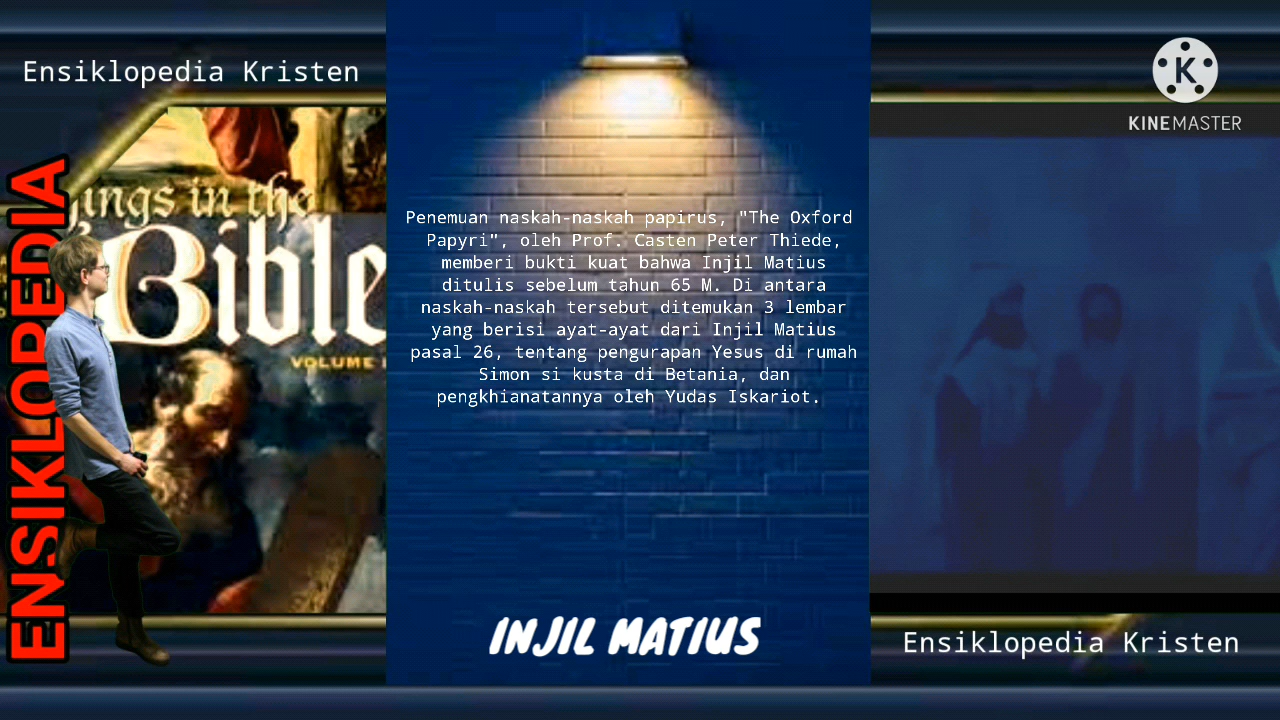 Ensiklopedia Kristen
ENSIKLOPEDIA
ings in the
Bible
VOLUME
Penemuan naskah-naskah papirus, "The Oxford
Papyri", oleh Prof. Casten Peter Thiede,
memberi bukti kuat bahwa Injil Matius
ditulis sebelum tahun 65 M. Di antara
naskah-naskah tersebut ditemukan 3 lembar
yang berisi ayat-ayat dari Injil Matius
pasal 26, tentang pengurapan Yesus di rumah
Simon si kusta di Betania, dan
pengkhianatannya oleh Yudas Iskariot.
INJIL MATIUS
K
KINEMASTER
Ensiklopedia Kristen